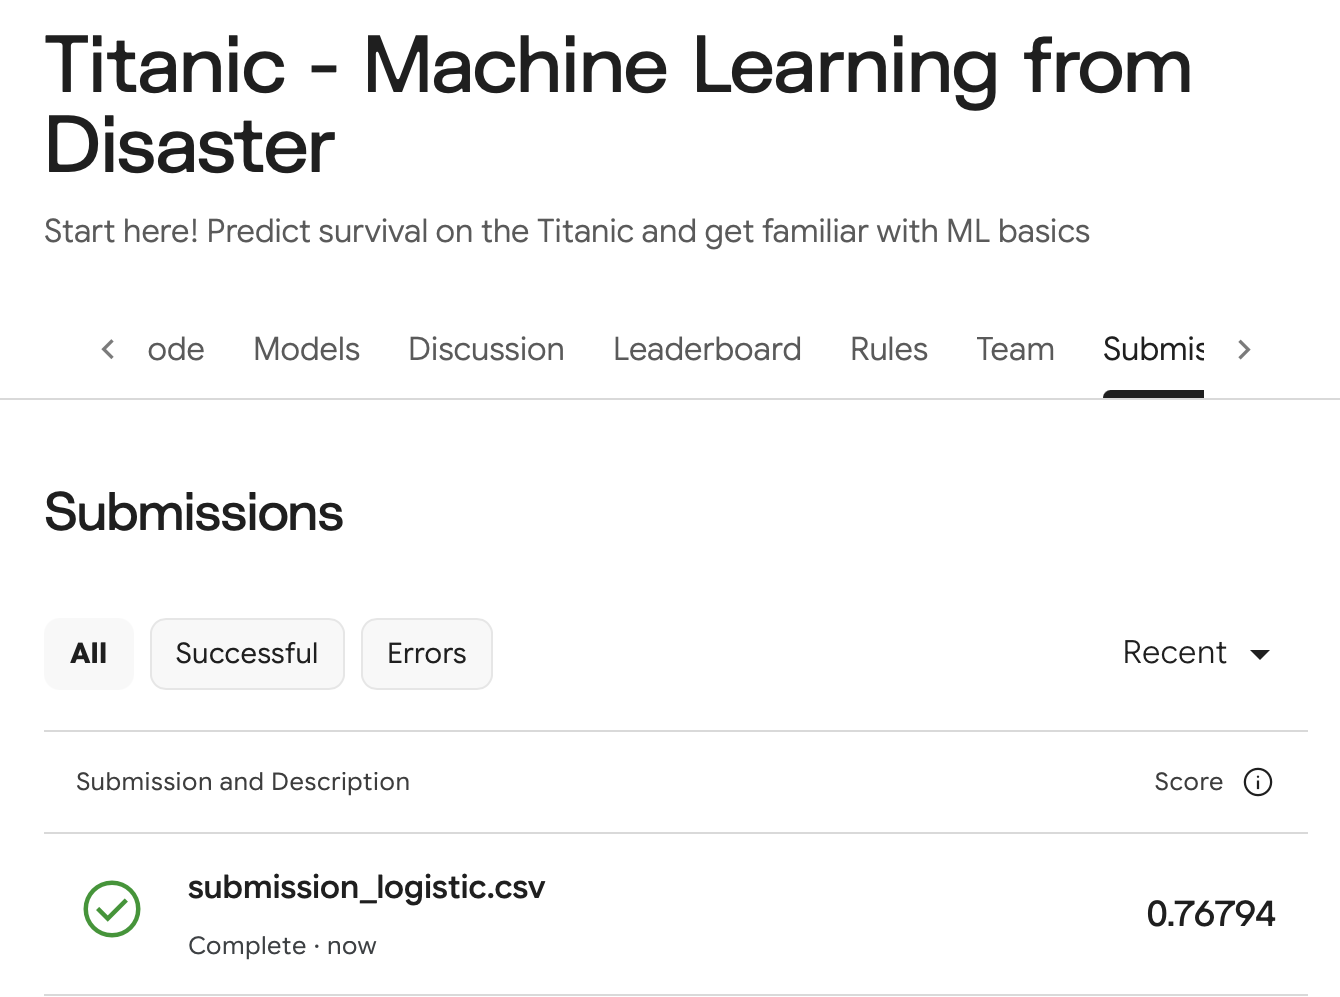 Titanic - Machine Learning from
Disaster
Start here! Predict survival on the Titanic and get familiar with ML basics
ode Models Discussion Leaderboard Rules Team Submis
Submissions
All Successful Errors Recent
Submission and Description Score
submission_logistic.csv
0.76794
Complete · now